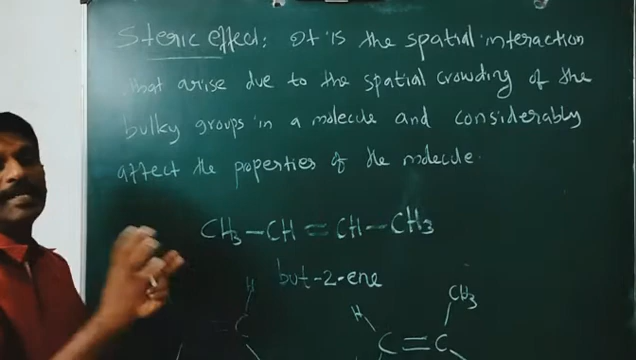 Steric effect: It is the spatial interaction
that arise due to the spatial crowding of the
bulky groups in a molecule and considerably
affect the properties of the molecule.
CH₃-CH=CH-CH₃
but-2-ene
H
CH₃
H
C
C=C